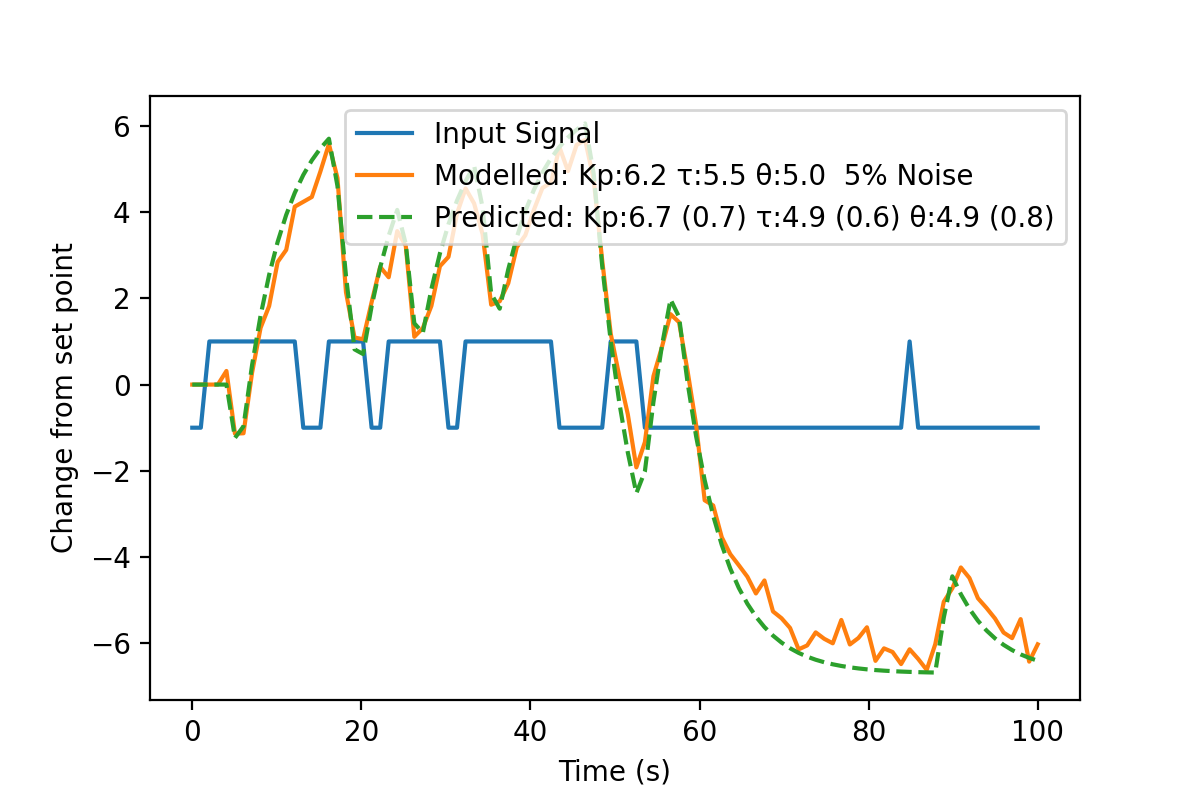 Input Signal
Modelled: Kp:6.2 τ:5.5 θ:5.0  5% Noise
Predicted: Kp:6.7 (0.7) τ:4.9 (0.6) θ:4.9 (0.8)
Change from set point
6
4
2
0
−2
−4
−6
0 20 40 60 80 100
Time (s)